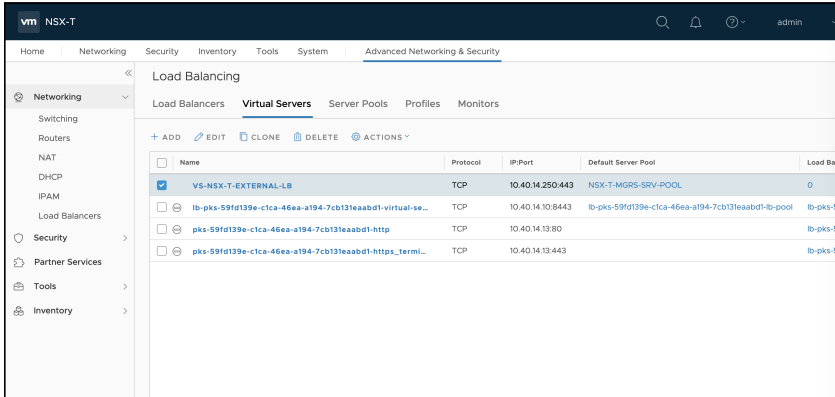 vm NSX-T admin
Home Networking Security Inventory Tools System Advanced Networking & Security
Networking
Switching
Routers
NAT
DHCP
IPAM
Load Balancers
Security
Partner Services
Tools
Inventory
Load Balancing
Load Balancers Virtual Servers Server Pools Profiles Monitors
+ ADD EDIT CLONE DELETE ACTIONS
Name Protocol IP:Port Default Server Pool Load Ba
VS-NSX-T-EXTERNAL-LB TCP 10.40.14.250:443 NSX-T-MGRS-SRV-POOL 0
lb-pks-59fd139e-c1ca-46ea-a194-7cb131eaabd1-virtual-se... TCP 10.40.14.10:8443 lb-pks-59fd139e-c1ca-46ea-a194-7cb131eaabd1-lb-pool lb-pks-5
pks-59fd139e-c1ca-46ea-a194-7cb131eaabd1-http TCP 10.40.14.13:80 lb-pks-5
pks-59fd139e-c1ca-46ea-a194-7cb131eaabd1-https_termi... TCP 10.40.14.13:443 lb-pks-5